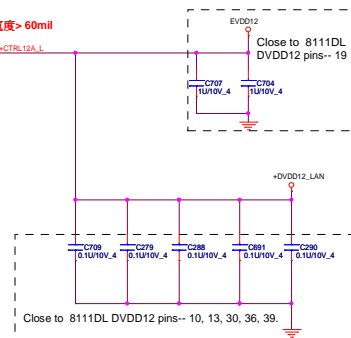 度> 60mil
+CTRL12A_L
EVDD12
Close to 8111DL
DVDD12 pins-- 19
C707
1U/10V_4
C704
1U/10V_4
+DVDD12_LAN
C709
0.1U/10V_4
C279
0.1U/10V_4
C288
0.1U/10V_4
C691
0.1U/10V_4
C290
0.1U/10V_4
Close to 8111DL DVDD12 pins-- 10, 13, 30, 36, 39.